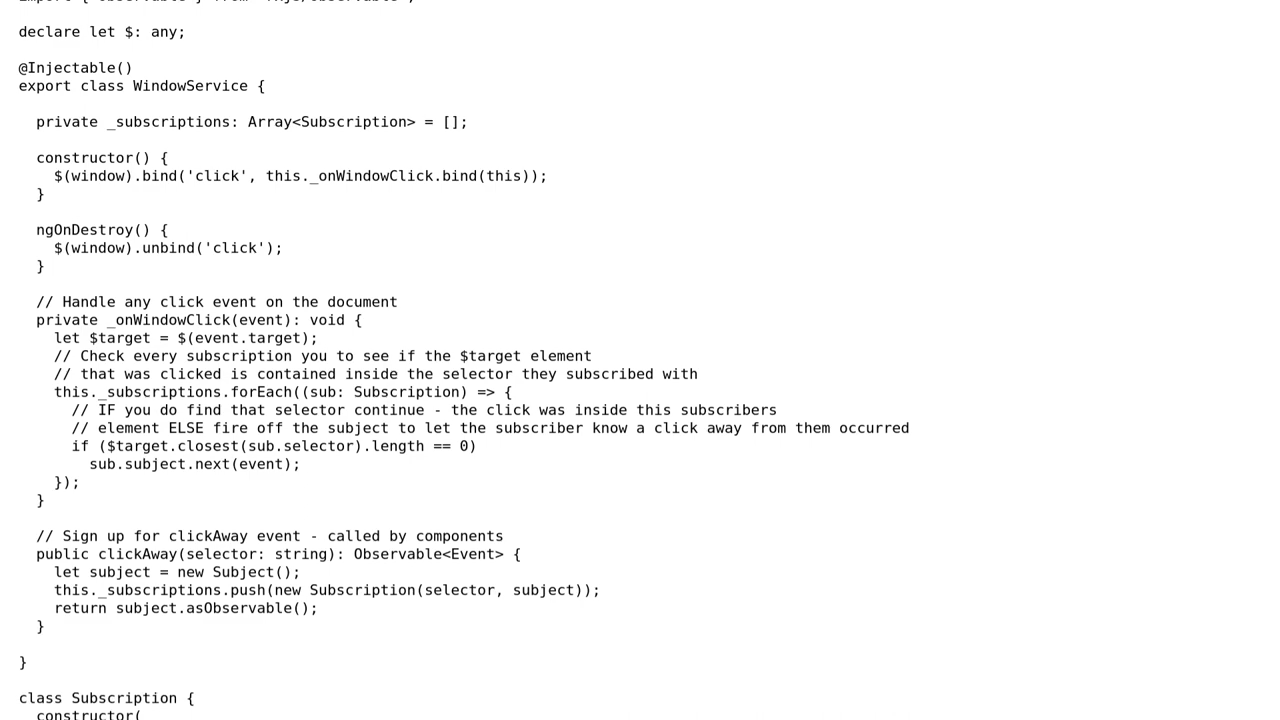 declare let $: any;
@Injectable()
export class WindowService {
private _subscriptions: Array<Subscription> = [];
constructor() {
$(window).bind('click', this._onWindowClick.bind(this));
}
ngOnDestroy() {
$(window).unbind('click');
}
// Handle any click event on the document
private _onWindowClick(event): void {
let $target = $(event.target);
// Check every subscription you to see if the $target element
// that was clicked is contained inside the selector they subscribed with
this._subscriptions.forEach((sub: Subscription) => {
// IF you do find that selector continue - the click was inside this subscribers
// element ELSE fire off the subject to let the subscriber know a click away from them occurred
if ($target.closest(sub.selector).length == 0)
sub.subject.next(event);
});
}
// Sign up for clickAway event - called by components
public clickAway(selector: string): Observable<Event> {
let subject = new Subject();
this._subscriptions.push(new Subscription(selector, subject));
return subject.asObservable();
}
}
class Subscription {
constructor(